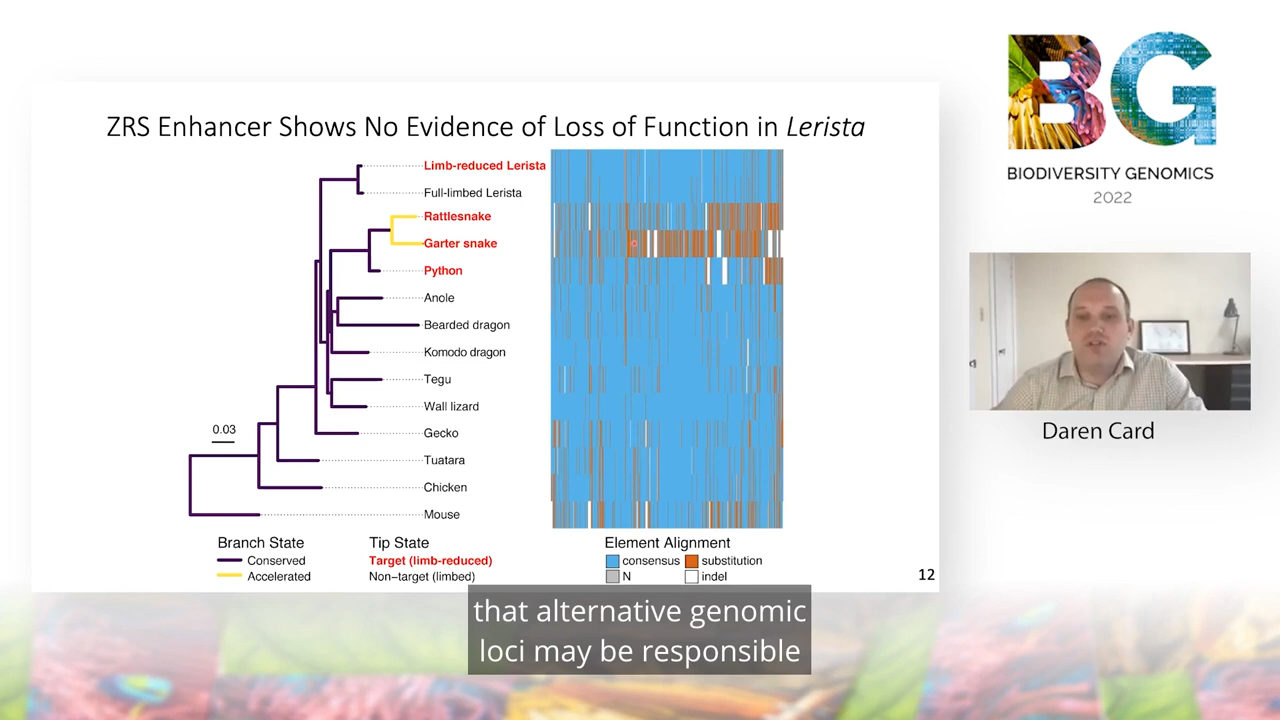 ZRS Enhancer Shows No Evidence of Loss of Function in Lerista
Limb-reduced Lerista
Full-limbed Lerista
Rattlesnake
Garter snake
Python
Anole
Bearded dragon
Komodo dragon
Tegu
Wall lizard
Gecko
Tuatara
Chicken
Mouse
0.03
Branch State
Conserved
Accelerated
Tip State
Target (limb-reduced)
Non-target (limbed)
Element Alignment
consensus
substitution
N
indel
12
BG
BIODIVERSITY GENOMICS
2022
Daren Card
that alternative genomic
loci may be responsible